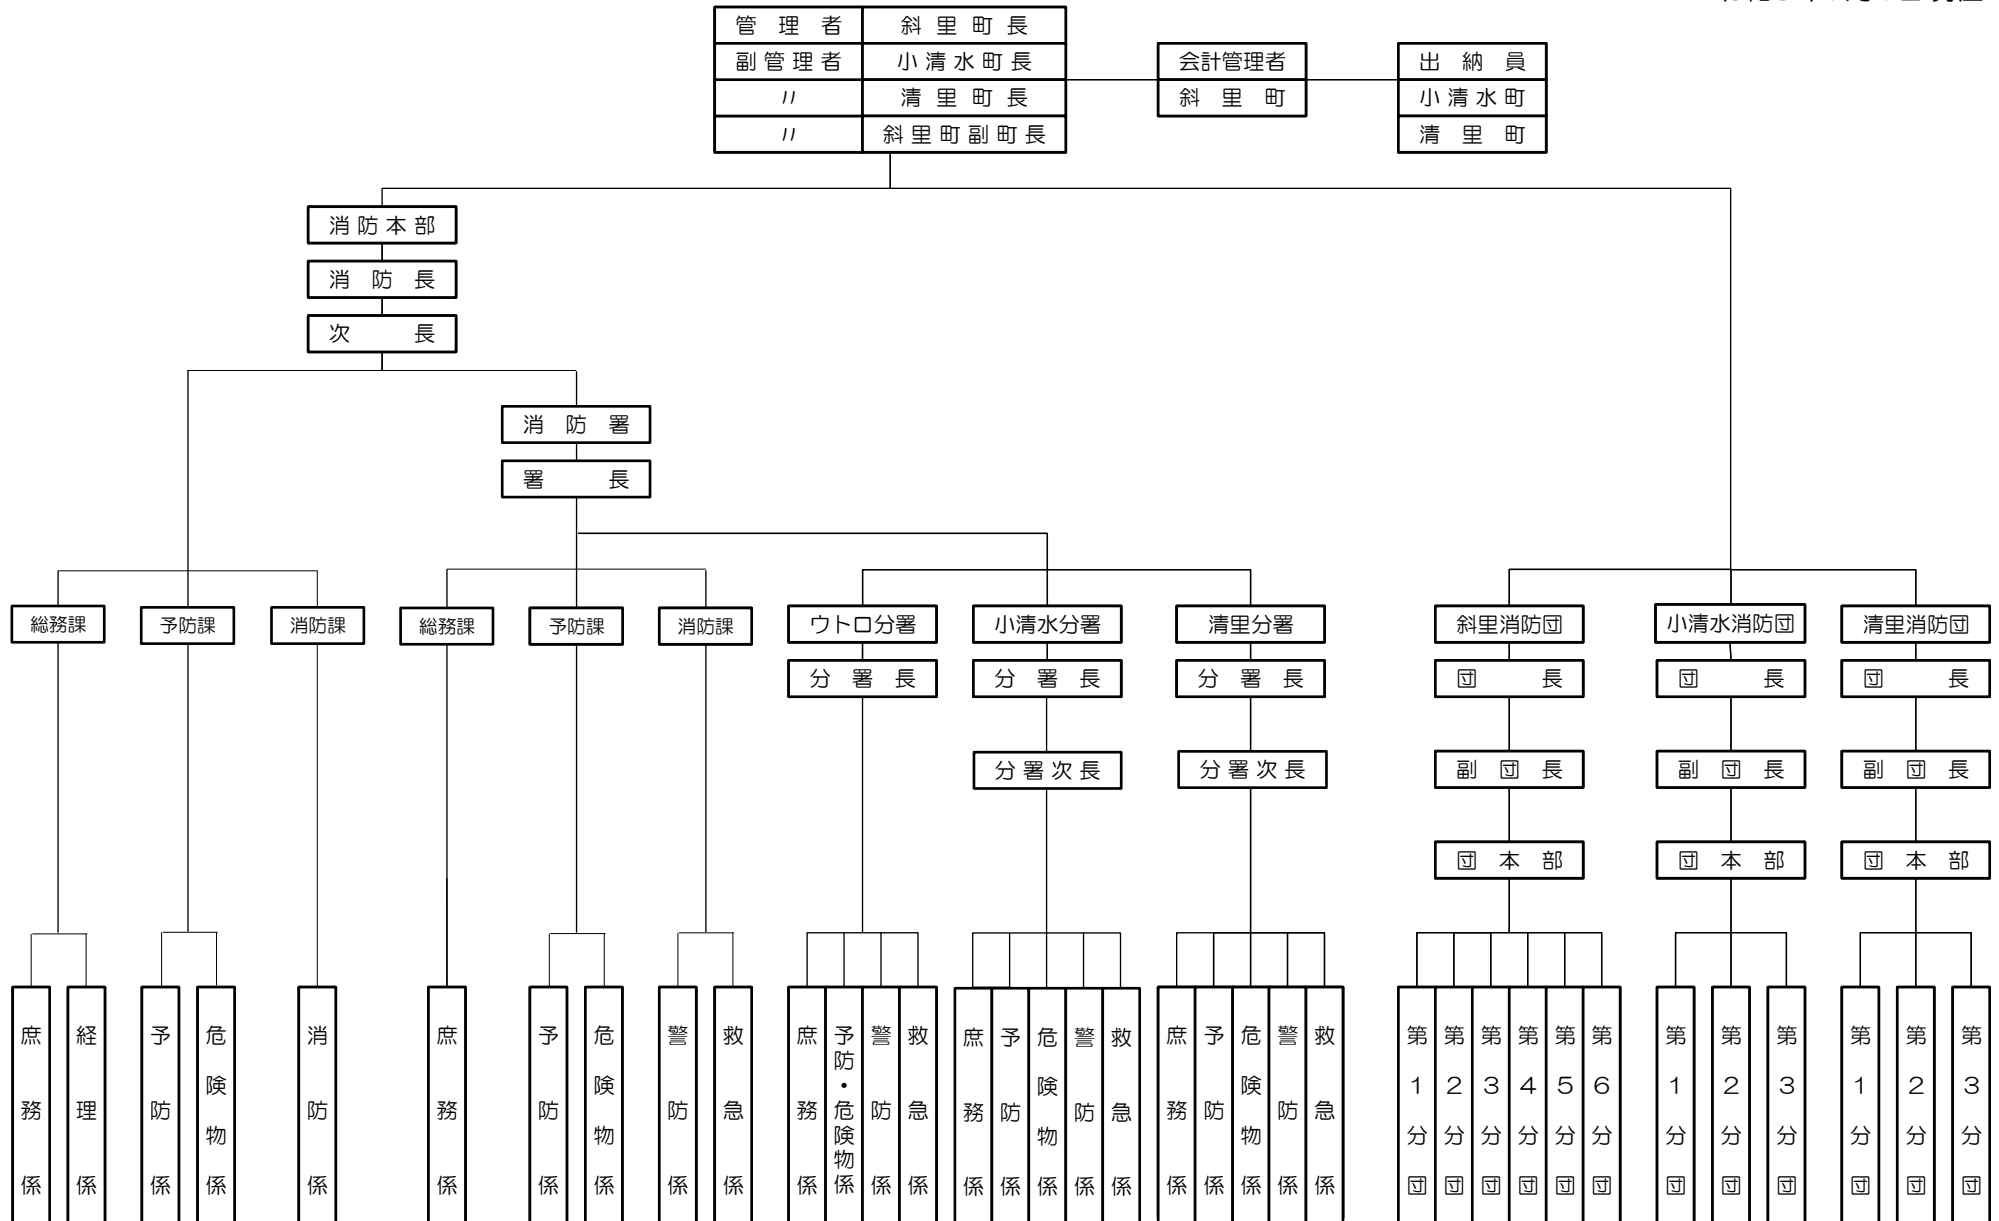 管理者 斜里町長
副管理者 小清水町長
〃 清里町長
〃 斜里町副町長
会計管理者
斜里町
出納員
小清水町
清里町
消防本部
消防長
次長
消防署
署長
総務課
予防課
消防課
総務課
予防課
消防課
ウトロ分署
小清水分署
清里分署
斜里消防団
小清水消防団
清里消防団
分署長
分署長
分署長
団長
団長
団長
分署次長
分署次長
副団長
副団長
副団長
団本部
団本部
団本部
庶務係
経理係
予防係
危険物係
消防係
庶務係
予防係
危険物係
警防係
救急係
庶務係
予防・危険物係
警防係
救急係
庶務係
予防係
危険物係
警防係
救急係
庶務係
予防係
危険物係
警防係
救急係
第1分団
第2分団
第3分団
第4分団
第5分団
第6分団
第1分団
第2分団
第3分団
第1分団
第2分団
第3分団